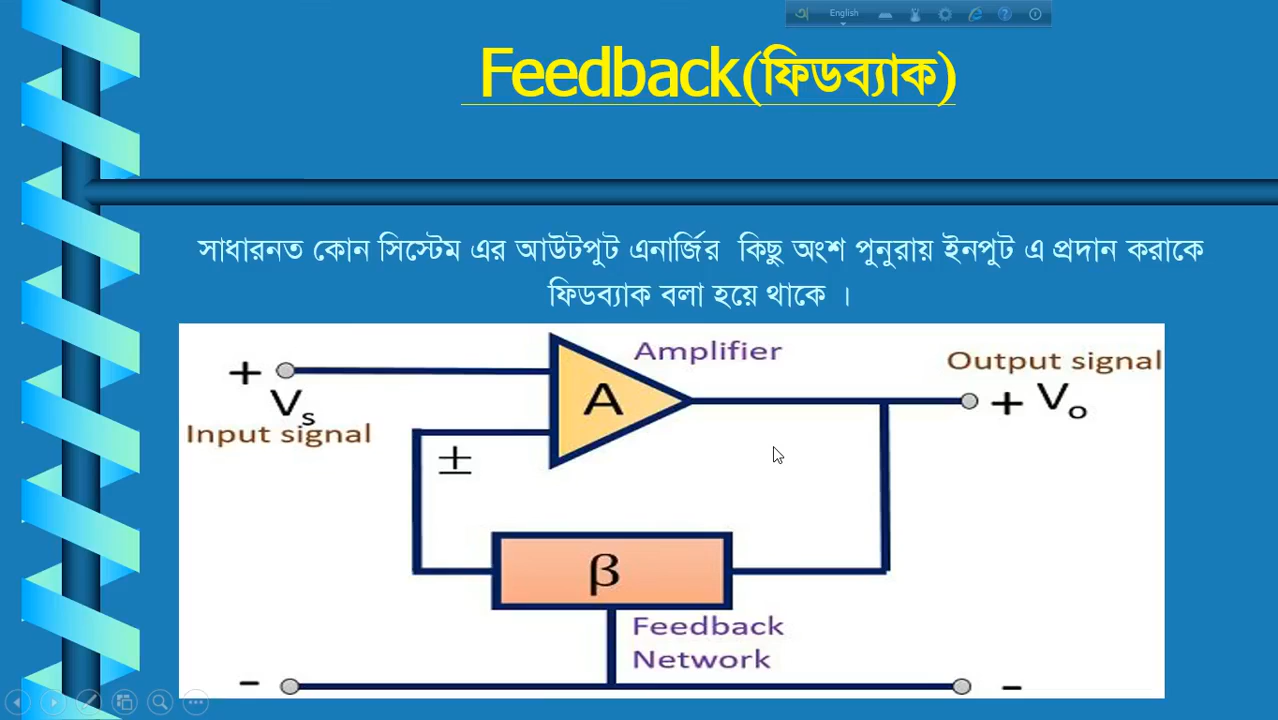 English
Feedback(ফিডব্যাক)
সাধারনত কোন সিস্টেম এর আউটপুট এনার্জির কিছু অংশ পুনুরায় ইনপুট এ প্রদান করাকে
ফিডব্যাক বলা হয়ে থাকে ।
Amplifier
Output signal
+
Vs
Input signal
A
+ Vo
±
β
Feedback
Network
-
-